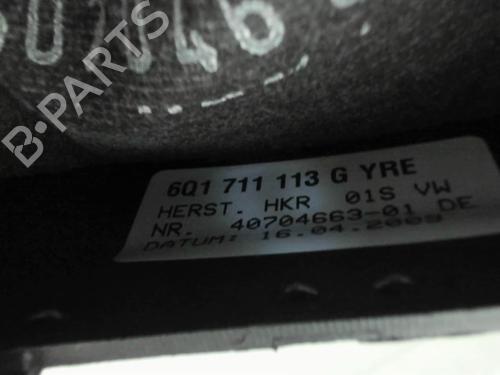 B-PARTS
6Q1 711 113 G YRE
HERST. HKR 01S VW
NR. 40704663-01 DE
DATUM: 16.04.2009